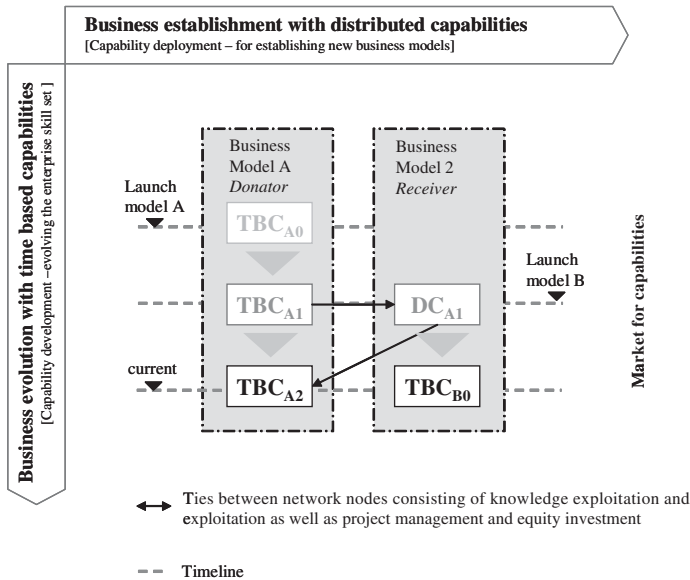 Business establishment with distributed capabilities
[Capability deployment – for establishing new business models]
Business evolution with time based capabilities
[Capability development –evolving the enterprise skill set ]
Business
Model A
Donator
Business
Model 2
Receiver
Launch
model A
TBCA0
Launch
model B
TBCA1
DCA1
current
TBCA2
TBCB0
Market for capabilities
Ties between network nodes consisting of knowledge exploitation and
exploitation as well as project management and equity investment
Timeline